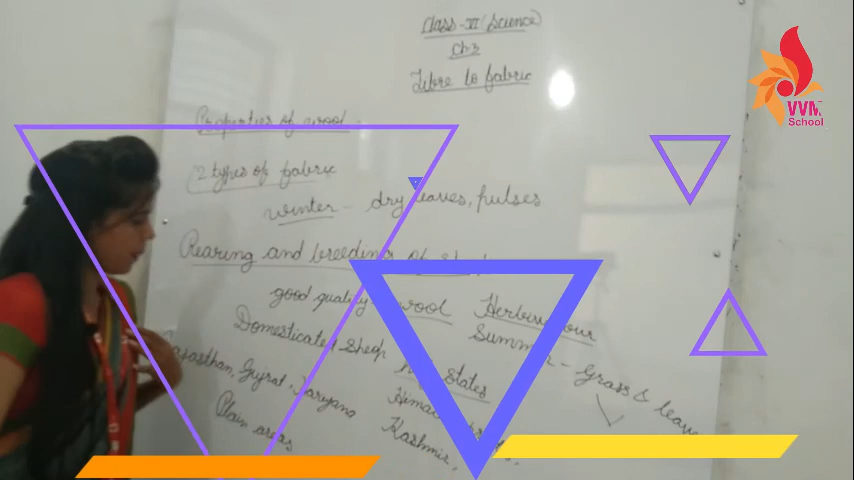 Class-VI (Science)
Ch-3
Fibre to fabric
VVM
School
Properties of wool -
(2 types of fabric
winter - dry leaves, pulses
Rearing and breeding of
good quality wool
Summer - Grass & leaves
Domesticated sheep
States
Rajasthan, Gujrat, Haryana
Plain areas
Kashmir,